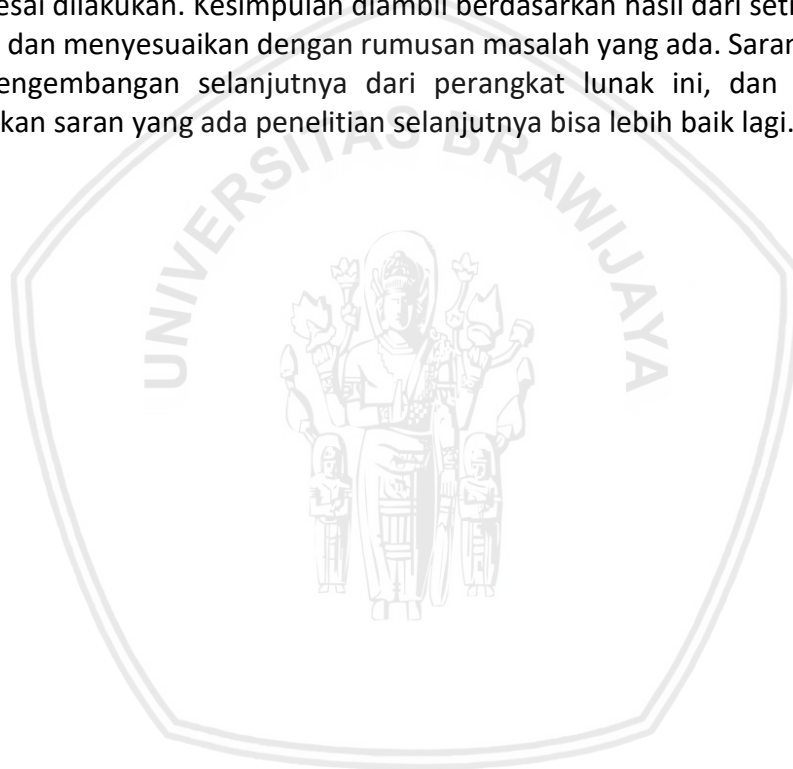 esai dilakukan. Kesimpulan diambil berdasarkan hasil dari seti
dan menyesuaikan dengan rumusan masalah yang ada. Saran
engembangan selanjutnya dari perangkat lunak ini, dan
kan saran yang ada penelitian selanjutnya bisa lebih baik lagi.
UNIVERSITAS BRAWIJAYA